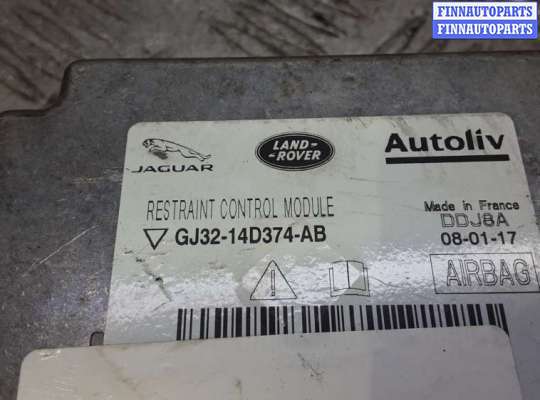 FINNAUTOPARTS
FINNAUTOPARTS
JAGUAR
LAND-
ROVER
Autoliv
RESTRAINT CONTROL MODULE
Made in France
DDJ8A
GJ32-14D374-AB
08-01-17
AIRBAG